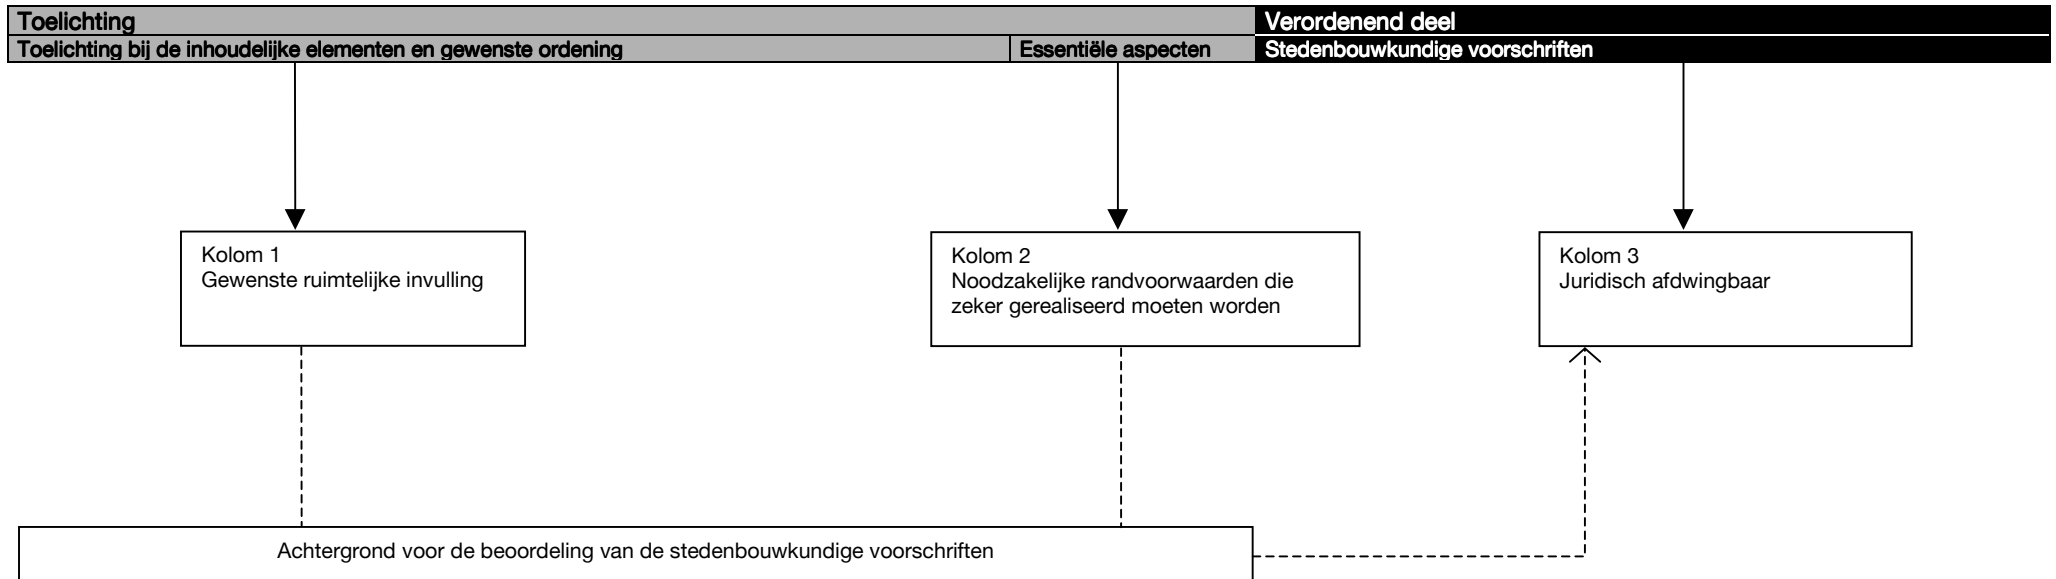 Toelichting
Verordenend deel
Toelichting bij de inhoudelijke elementen en gewenste ordening
Essentiële aspecten
Stedenbouwkundige voorschriften
Kolom 1
Gewenste ruimtelijke invulling
Kolom 2
Noodzakelijke randvoorwaarden die
zeker gerealiseerd moeten worden
Kolom 3
Juridisch afdwingbaar
Achtergrond voor de beoordeling van de stedenbouwkundige voorschriften